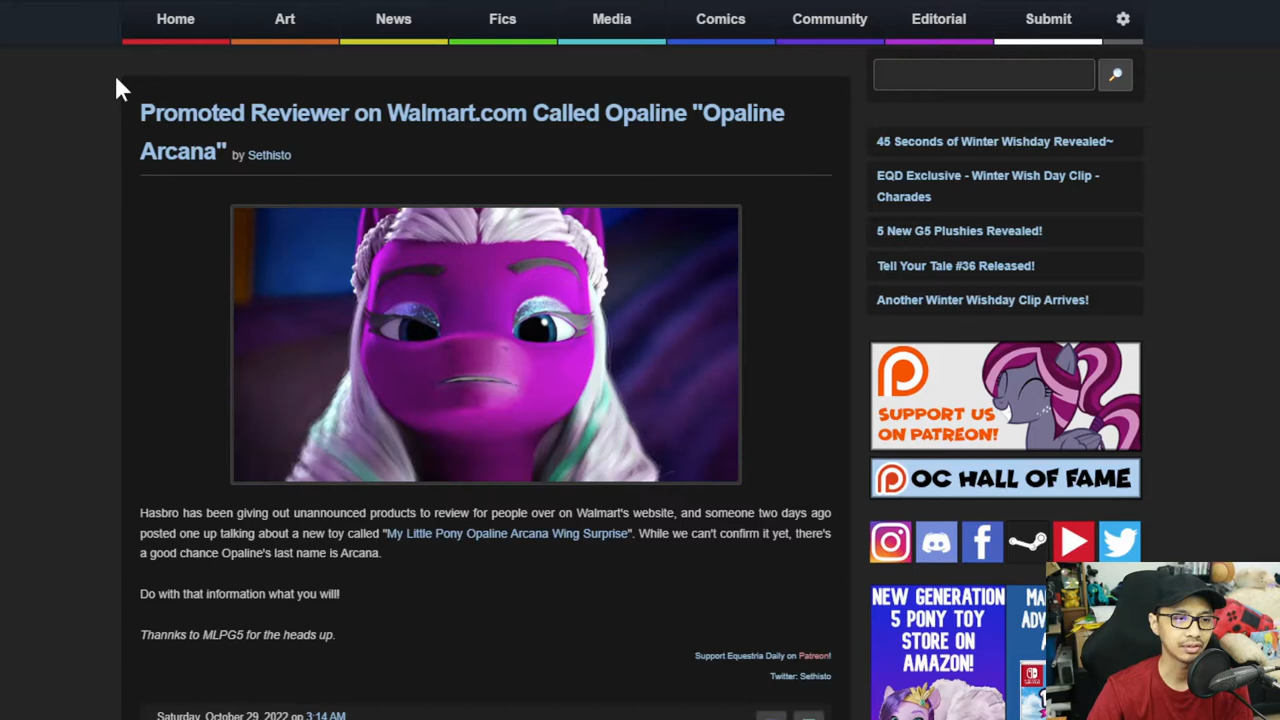 Home Art News Fics Media Comics Community Editorial Submit
Promoted Reviewer on Walmart.com Called Opaline "Opaline
Arcana" by Sethisto
Hasbro has been giving out unannounced products to review for people over on Walmart's website, and someone two days ago
posted one up talking about a new toy called "My Little Pony Opaline Arcana Wing Surprise". While we can't confirm it yet, there's
a good chance Opaline's last name is Arcana.
Do with that information what you will!
Thannks to MLPG5 for the heads up.
Support Equestria Daily on Patreon!
Twitter: Sethisto
Saturday, October 29, 2022 on 3:14 AM
45 Seconds of Winter Wishday Revealed~
EQD Exclusive - Winter Wish Day Clip -
Charades
5 New G5 Plushies Revealed!
Tell Your Tale #36 Released!
Another Winter Wishday Clip Arrives!
SUPPORT US
ON PATREON!
OC HALL OF FAME
NEW GENERATION
5 PONY TOY
STORE ON
AMAZON!
MA
ADV